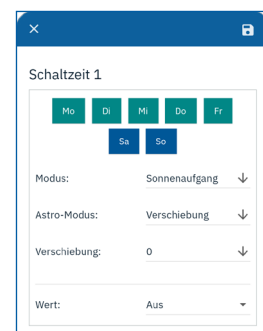 Schaltzeit 1
Mo Di Mi Do Fr
Sa So
Modus: Sonnenaufgang
Astro-Modus: Verschiebung
Verschiebung: 0
Wert: Aus